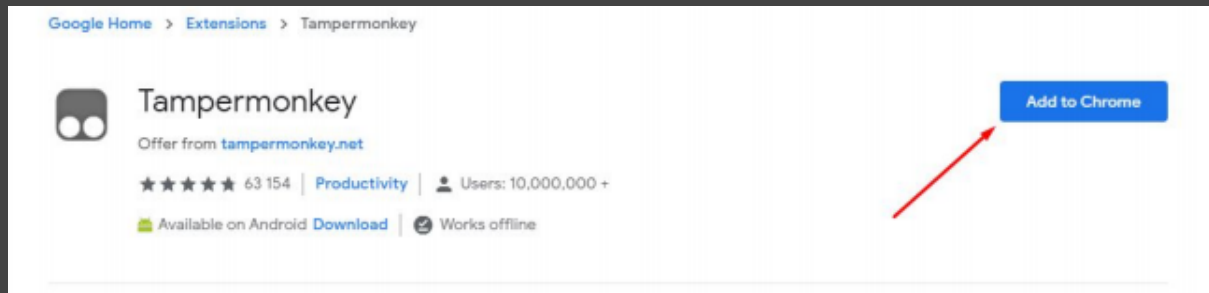 Google Home > Extensions > Tampermonkey
Tampermonkey
Add to Chrome
Offer from tampermonkey.net
63 154 | Productivity | Users: 10,000,000 +
Available on Android Download | Works offline